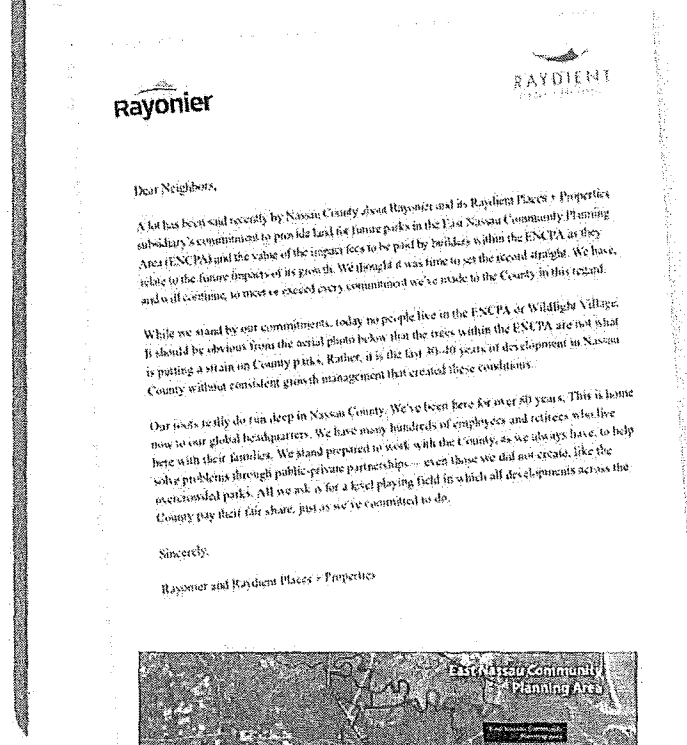 Rayonier
RAYDIENT
Dear Neighbors,
A lot has been said recently by Nassau County about Rayonier and its Raydient Places + Properties
subsidiary's commitment to provide land for future parks in the East Nassau Community Planning
Area (ENCPA) and the value of the impact fees to be paid by builders within the ENCPA as they
relate to the future impacts of its growth. We thought it was time to set the record straight. We have,
and will continue, to meet or exceed every commitment we've made to the County in this regard.
While we stand by our commitments, today no people live in the ENCPA or Wildlight Village.
It should be obvious from the aerial photo below that the trees within the ENCPA are not what
is putting a strain on County parks. Rather, it is the last 30-40 years of development in Nassau
County without consistent growth management that created these conditions.
Our roots really do run deep in Nassau County. We've been here for over 80 years. This is home
now to our global headquarters. We have many hundreds of employees and retirees who live
here with their families. We stand prepared to work with the County, as we always have, to help
solve problems through public-private partnerships – even those we did not create, like the
overcrowded parks. All we ask is for a level playing field in which all developments across the
County pay their fair share, just as we've committed to do.
Sincerely,
Rayonier and Raydient Places + Properties
East Nassau Community
Planning Area
East Nassau Community
Planning Area